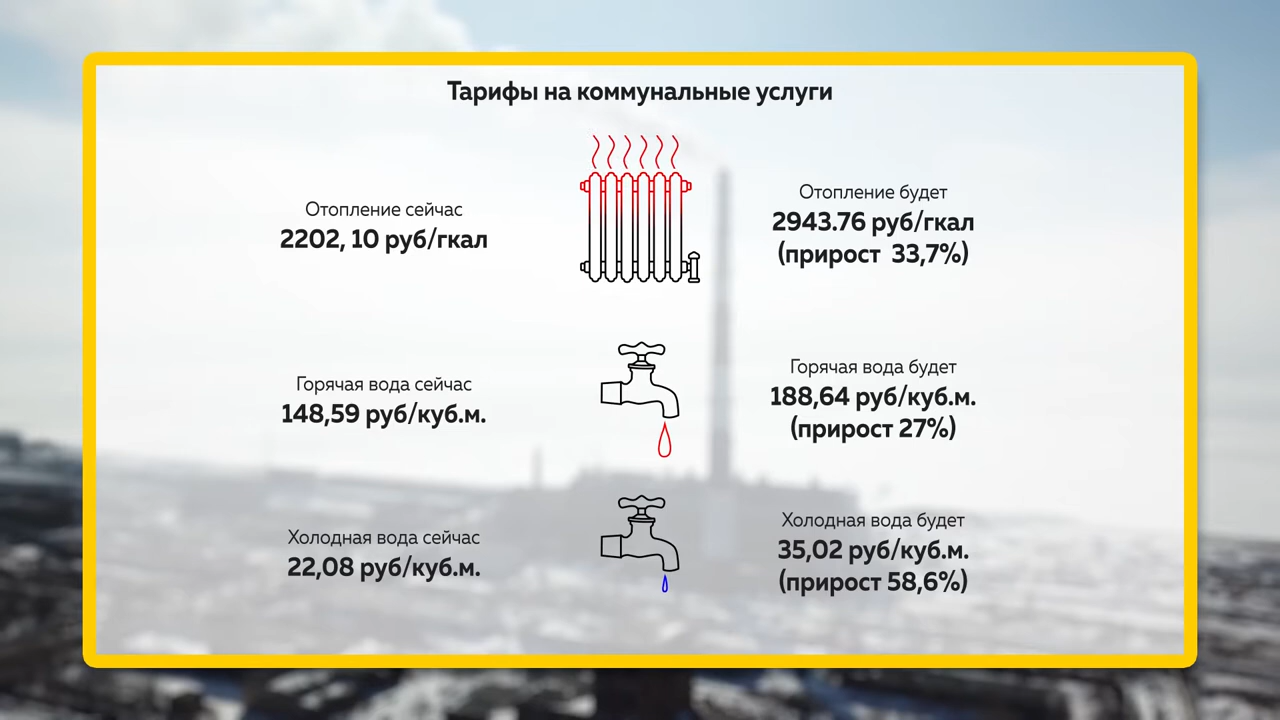 Тарифы на коммунальные услуги
Отопление сейчас
2202, 10 руб/гкал
Отопление будет
2943.76 руб/гкал
(прирост  33,7%)
Горячая вода сейчас
148,59 руб/куб.м.
Горячая вода будет
188,64 руб/куб.м.
(прирост 27%)
Холодная вода сейчас
22,08 руб/куб.м.
Холодная вода будет
35,02 руб/куб.м.
(прирост 58,6%)